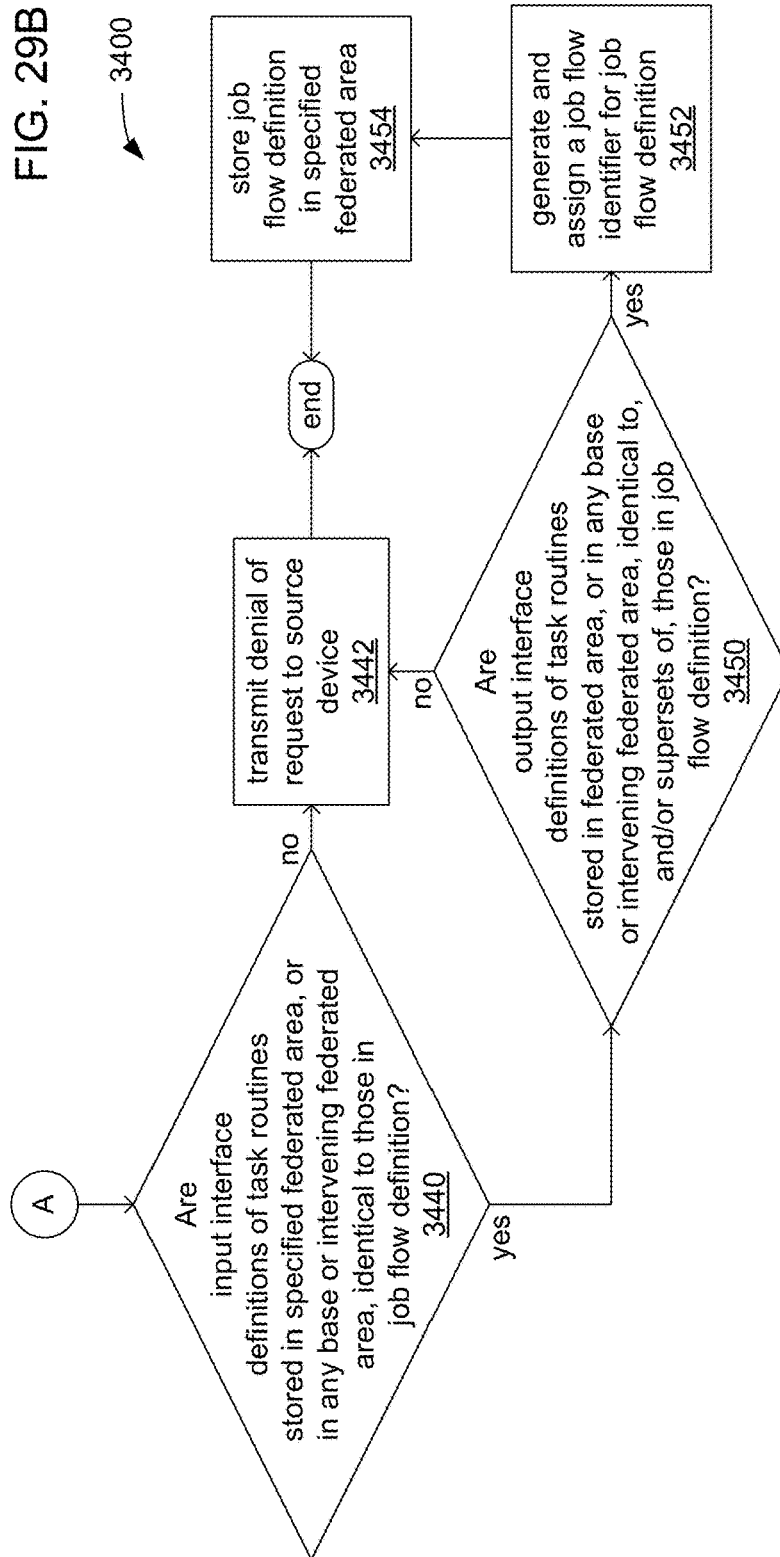 FIG. 29B
3400
A
Are
input interface
definitions of task routines
stored in specified federated area, or
in any base or intervening federated
area, identical to those in
job flow definition?
3440
no
yes
transmit denial of
request to source
device
3442
end
Are
output interface
definitions of task routines
stored in federated area, or in any base
or intervening federated area, identical to,
and/or supersets of, those in job
flow definition?
3450
no
yes
generate and
assign a job flow
identifier for job
flow definition
3452
store job
flow definition
in specified
federated area
3454